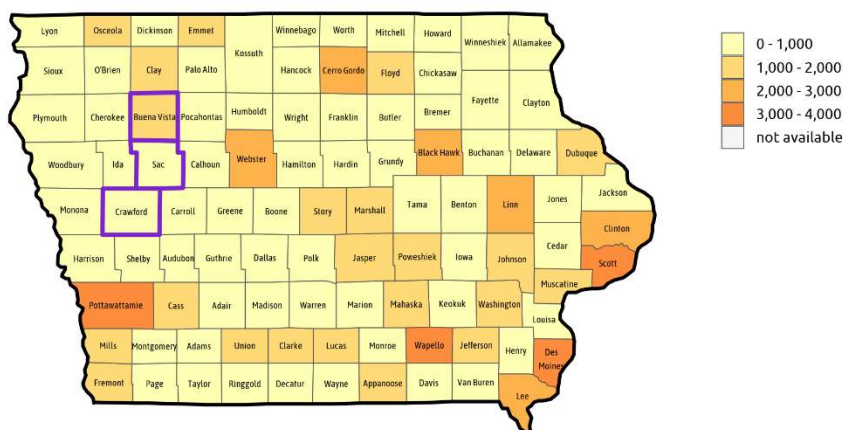 Lyon Osceola Dickinson Emmet Winnebago Worth Mitchell Howard Winneshiek Allamakee
Kossuth
Sioux O'Brien Clay Palo Alto Hancock Cerro Gordo Floyd Chickasaw
Fayette Clayton
Plymouth Cherokee Buena Vista Pocahontas Humboldt Wright Franklin Butler Bremer
Woodbury Ida Sac Calhoun Webster Hamilton Hardin Grundy Black Hawk Buchanan Delaware Dubuque
Monona Crawford Carroll Greene Boone Story Marshall Tama Benton Linn Jones Jackson
Clinton
Cedar
Harrison Shelby Audubon Guthrie Dallas Polk Jasper Poweshiek Iowa Johnson Scott
Muscatine
Pottawattamie Cass Adair Madison Warren Marion Mahaska Keokuk Washington
Louisa
Mills Montgomery Adams Union Clarke Lucas Monroe Wapello Jefferson Henry Des
Moines
Fremont Page Taylor Ringgold Decatur Wayne Appanoose Davis Van Buren
Lee
0 - 1,000
1,000 - 2,000
2,000 - 3,000
3,000 - 4,000
not available